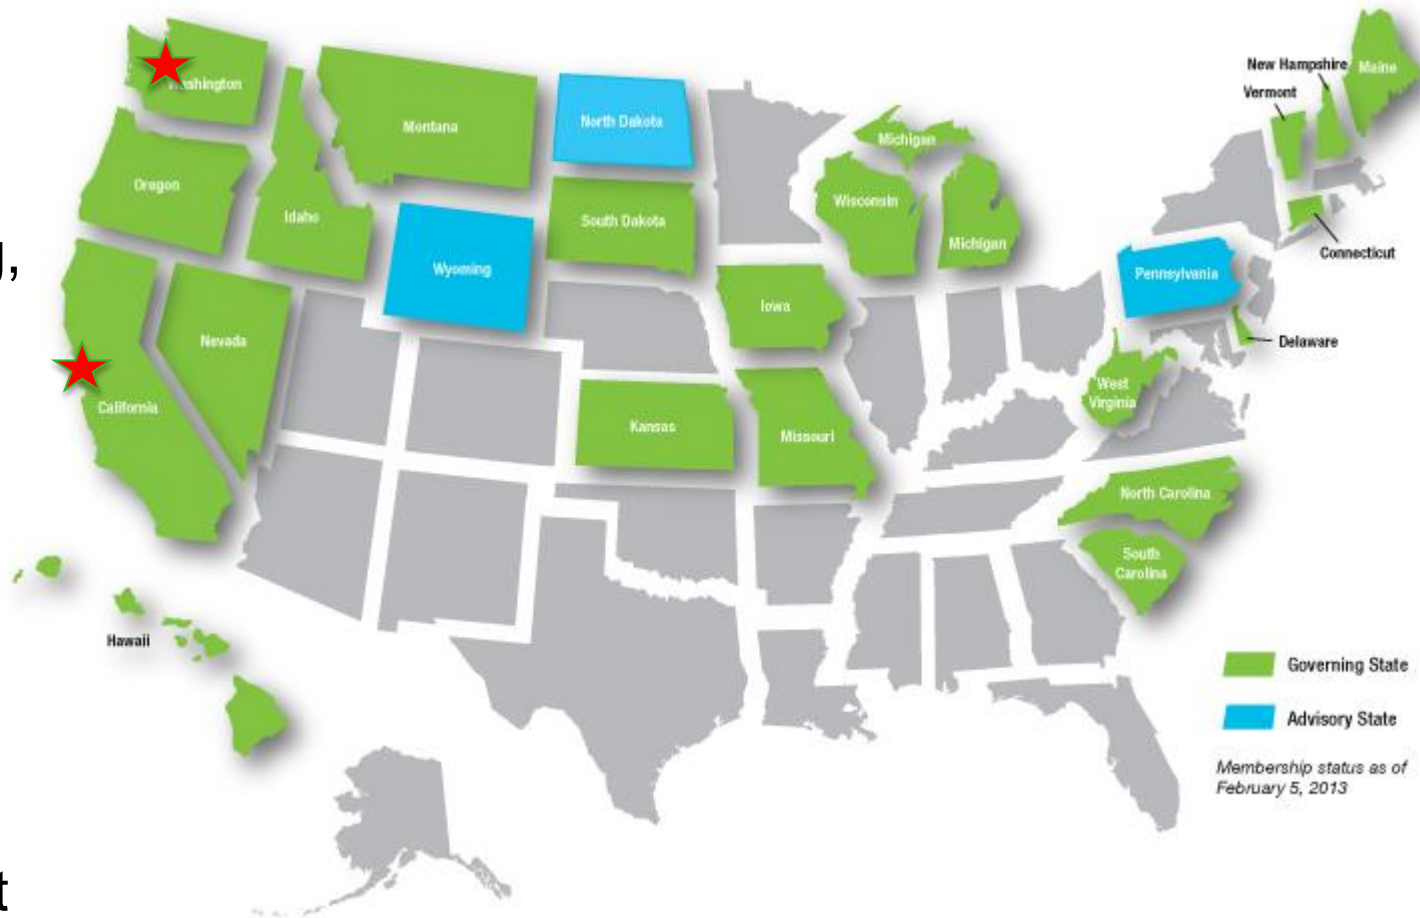 New Hampshire
Maine
Vermont
Montana
North Dakota
Michigan
Oregon
Idaho
South Dakota
Wisconsin
Michigan
Connecticut
g,
Wyoming
Pennsylvania
Nevada
Iowa
Delaware
California
Kansas
Missouri
West
Virginia
North Carolina
South
Carolina
Hawaii
Governing State
Advisory State
Membership status as of
February 5, 2013
t